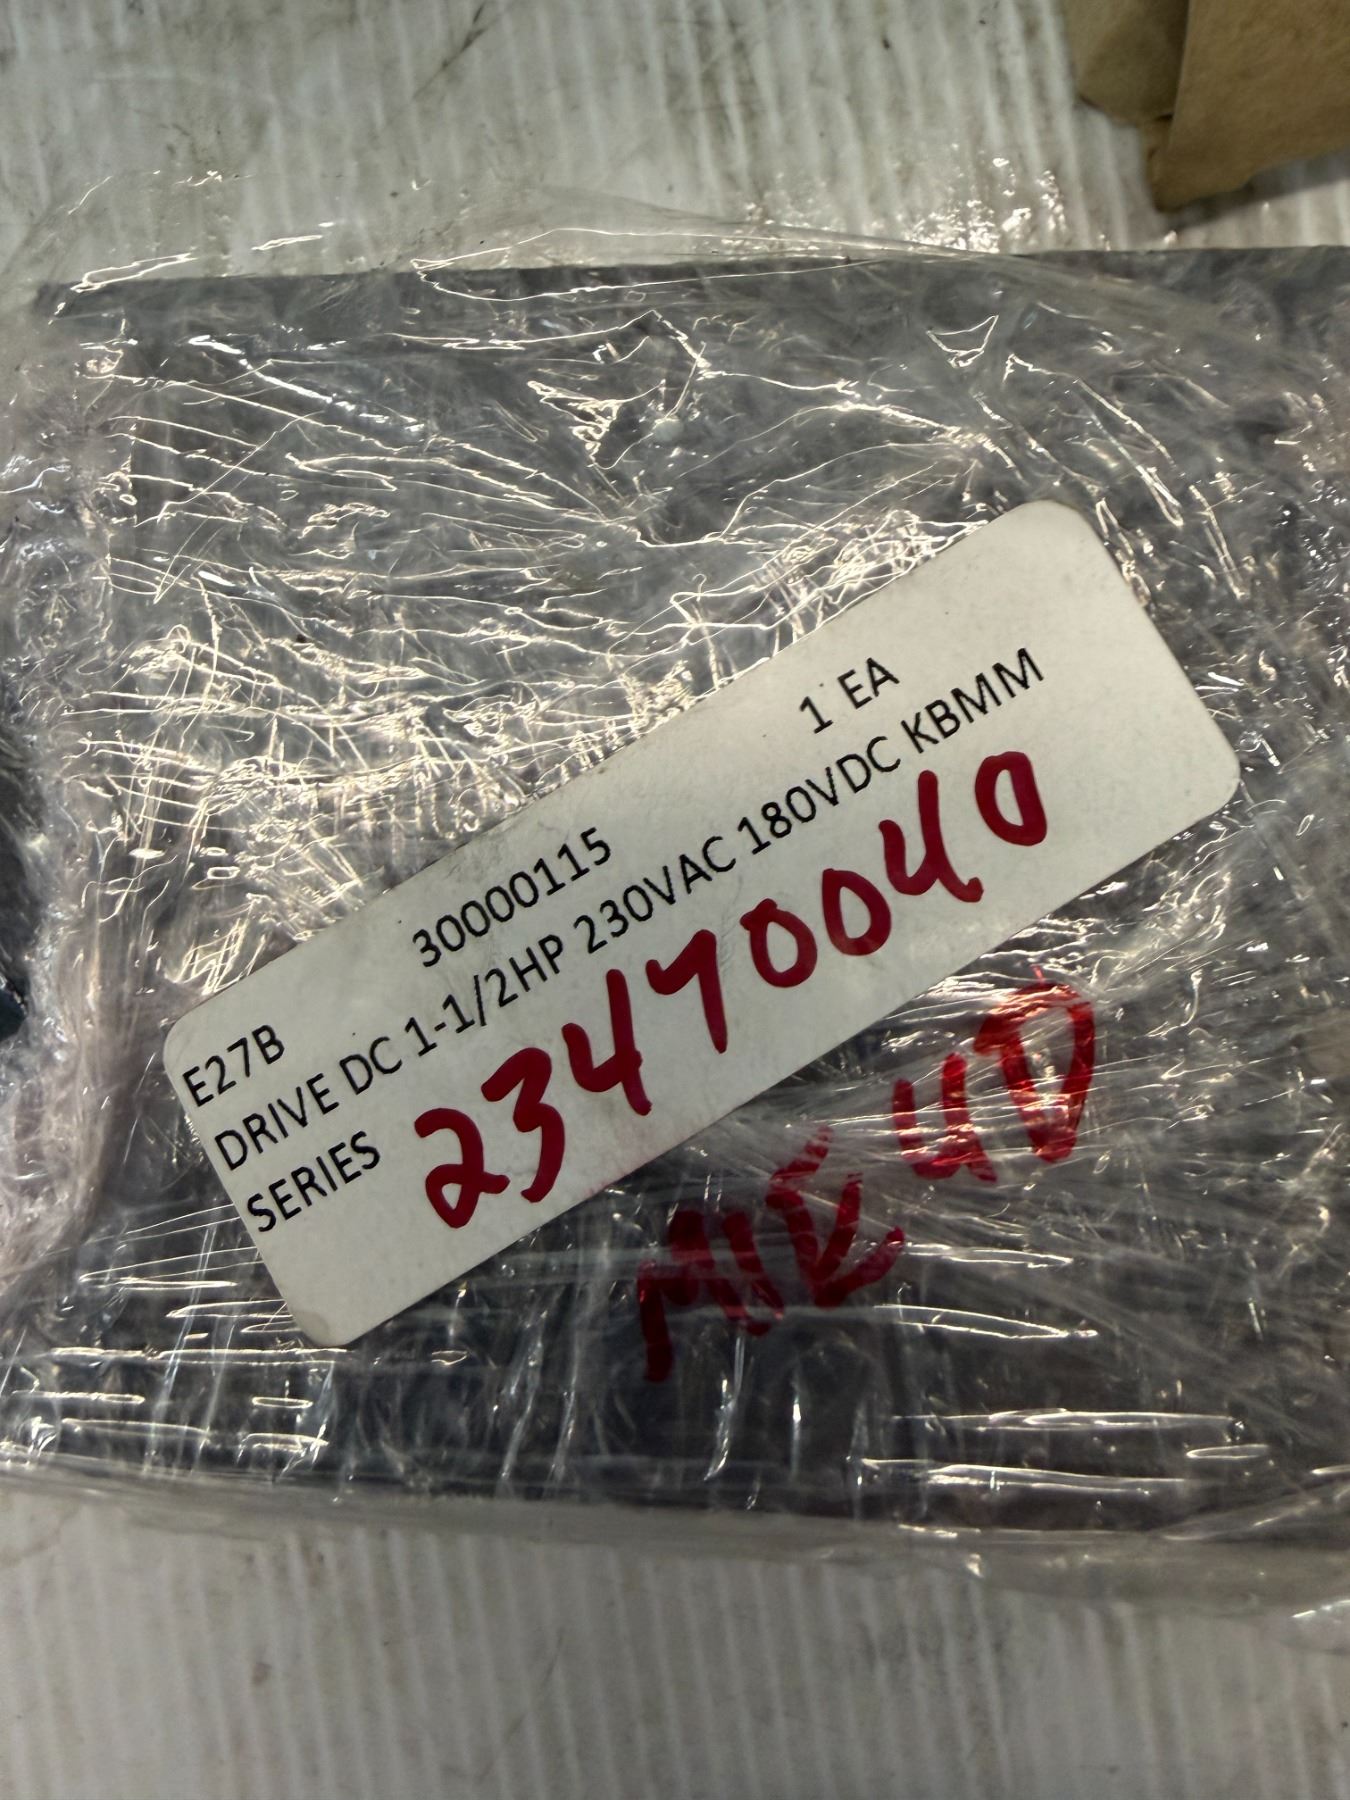 E27B 30000115 1 EA
DRIVE DC 1-1/2HP 230VAC 180VDC KBMM
SERIES
23470040